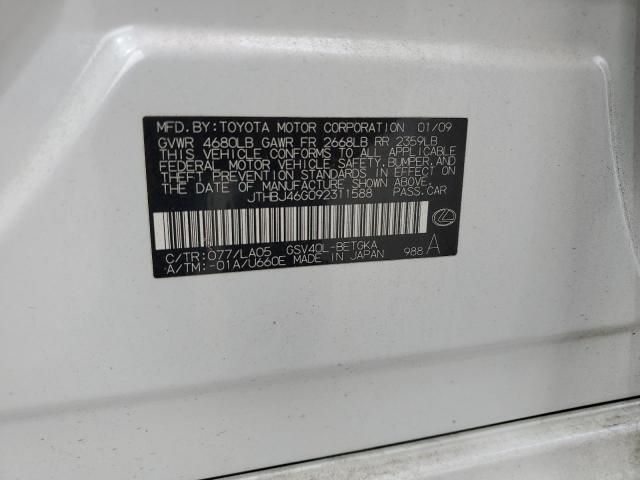 MFD.BY:TOYOTA MOTOR CORPORATION 01/09
GVWR 4680LB GAWR FR 2668LB RR 2359LB
THIS VEHICLE CONFORMS TO ALL APPLICABLE
FEDERAL MOTOR VEHICLE SAFETY,BUMPER,AND
THEFT PREVENTION STANDARDS IN EFFECT ON
THE DATE OF MANUFACTURE SHOWN ABOVE.
JTHBJ46G092311588 PASS.CAR
C/TR:077/LA05 GSV40L-BETGKA
A/TM:-01A/U660E MADE IN JAPAN 988 A